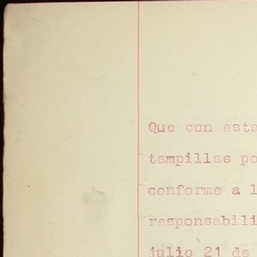 Que con esta
tampillas po
conforme a l
responsabili
julio 21 de